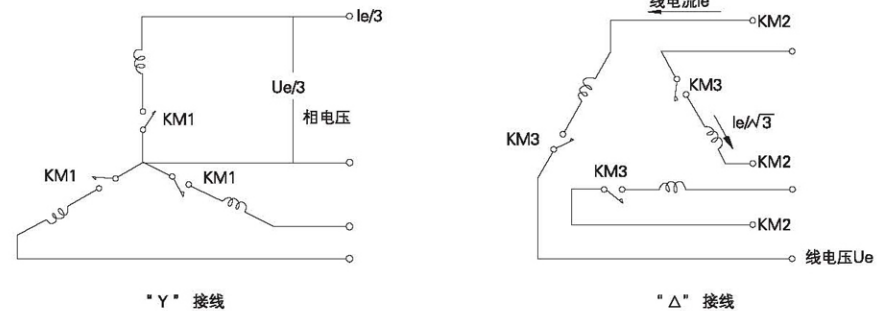 Ie/3
Ue/3
相电压
KM1
KM1
KM1
"Y" 接线
线电流Ie
KM2
KM3
Ie/√3
KM3
KM2
KM3
KM2
线电压Ue
"△" 接线